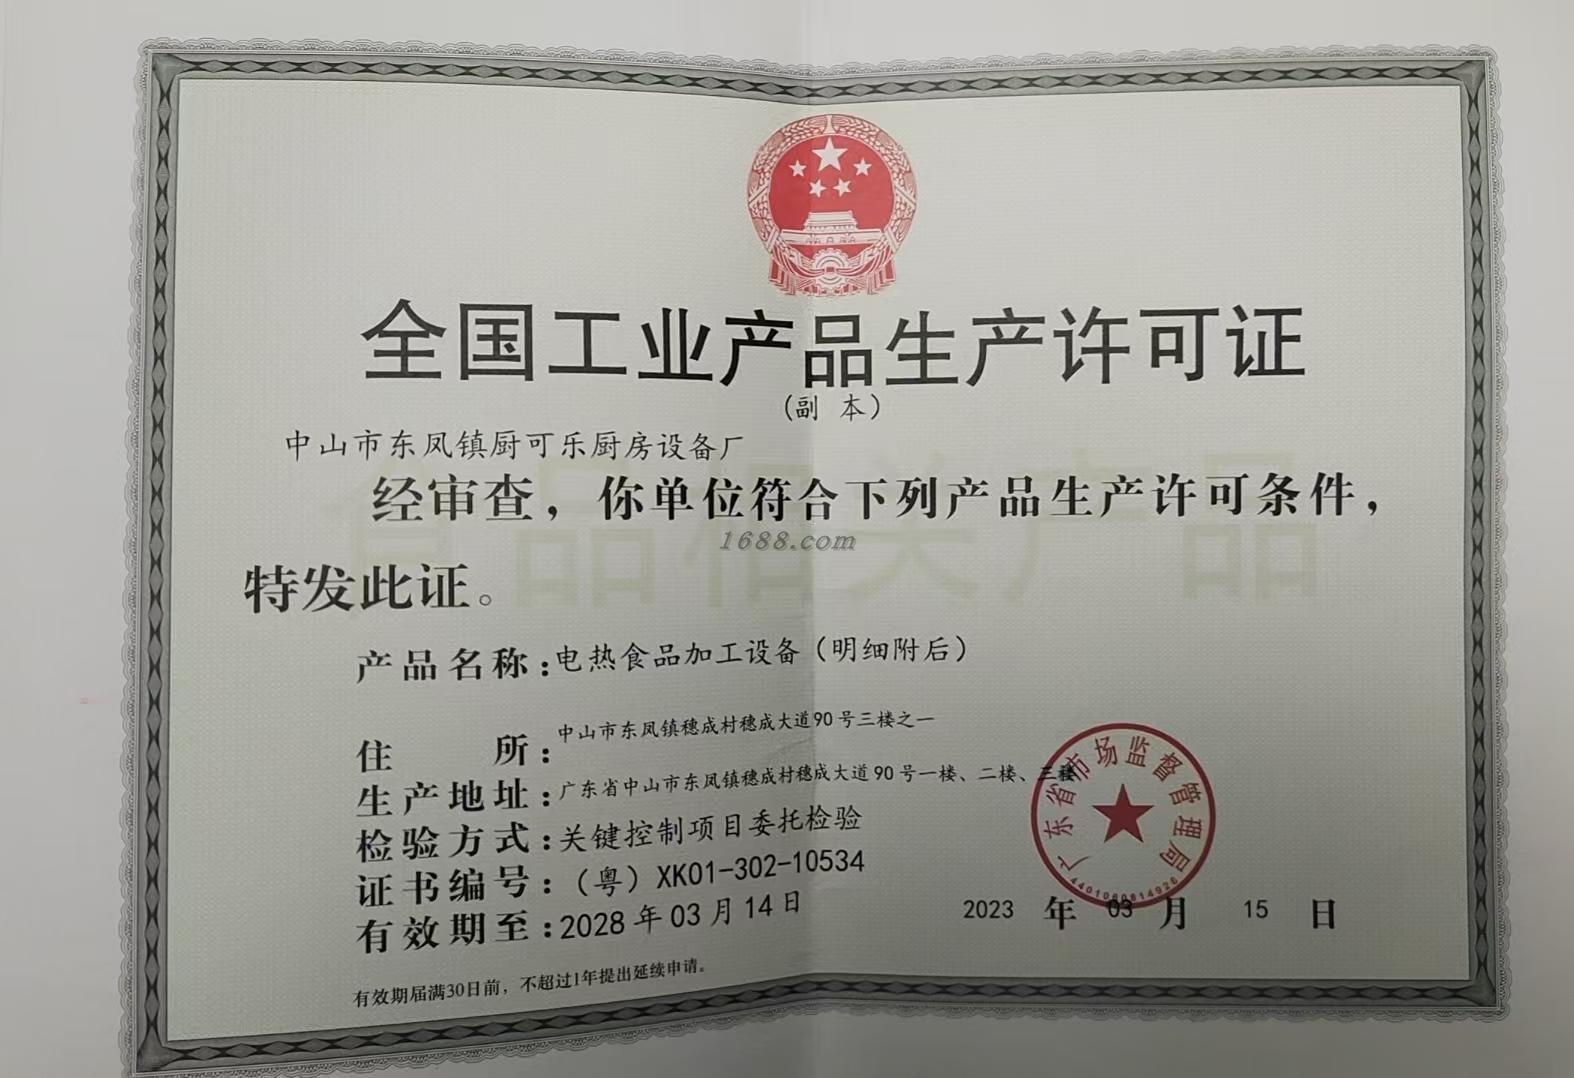 全国工业产品生产许可证
(副 本)
中山市东凤镇厨可乐厨房设备厂
食品相关产品
经审查，你单位符合下列产品生产许可条件，
1688.com
特发此证。
产品名称：电热食品加工设备（明细附后）
住 所：中山市东凤镇穗成村穗成大道90号三楼之一
生产地址：广东省中山市东凤镇穗成村穗成大道90号一楼、二楼、三楼
检验方式：关键控制项目委托检验
证书编号：（粤）XK01-302-10534
有效期至：2028年03月14日
广东省市场监督管理局
2023 年 03 月 15 日
有效期届满30日前，不超过1年提出延续申请。